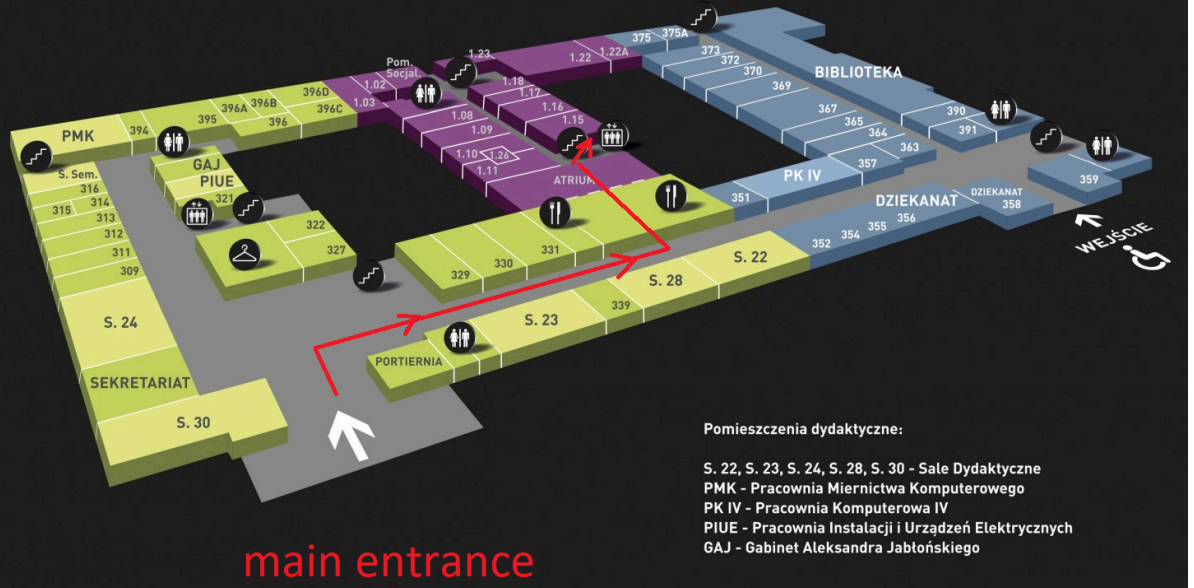 375
375A
1.23
1.22
1.22A
373
372
370
369
367
365
364
363
357
BIBLIOTEKA
390
391
Pom.
Socjal.
1.02
1.03
1.18
1.17
1.16
1.15
1.08
1.09
1.10
1.26
1.11
ATRIUM
396D
396C
396B
396A
396
395
394
PMK
GAJ
PIUE
321
S. Sem.
316
315
314
313
312
311
309
322
327
329
330
331
351
PK IV
DZIEKANAT
352
354
355
356
DZIEKANAT
358
359
WEJŚCIE
S. 22
S. 28
339
S. 23
PORTIERNIA
S. 24
SEKRETARIAT
S. 30
main entrance
Pomieszczenia dydaktyczne:
S. 22, S. 23, S. 24, S. 28, S. 30 - Sale Dydaktyczne
PMK - Pracownia Miernictwa Komputerowego
PK IV - Pracownia Komputerowa IV
PIUE - Pracownia Instalacji i Urządzeń Elektrycznych
GAJ - Gabinet Aleksandra Jabłońskiego